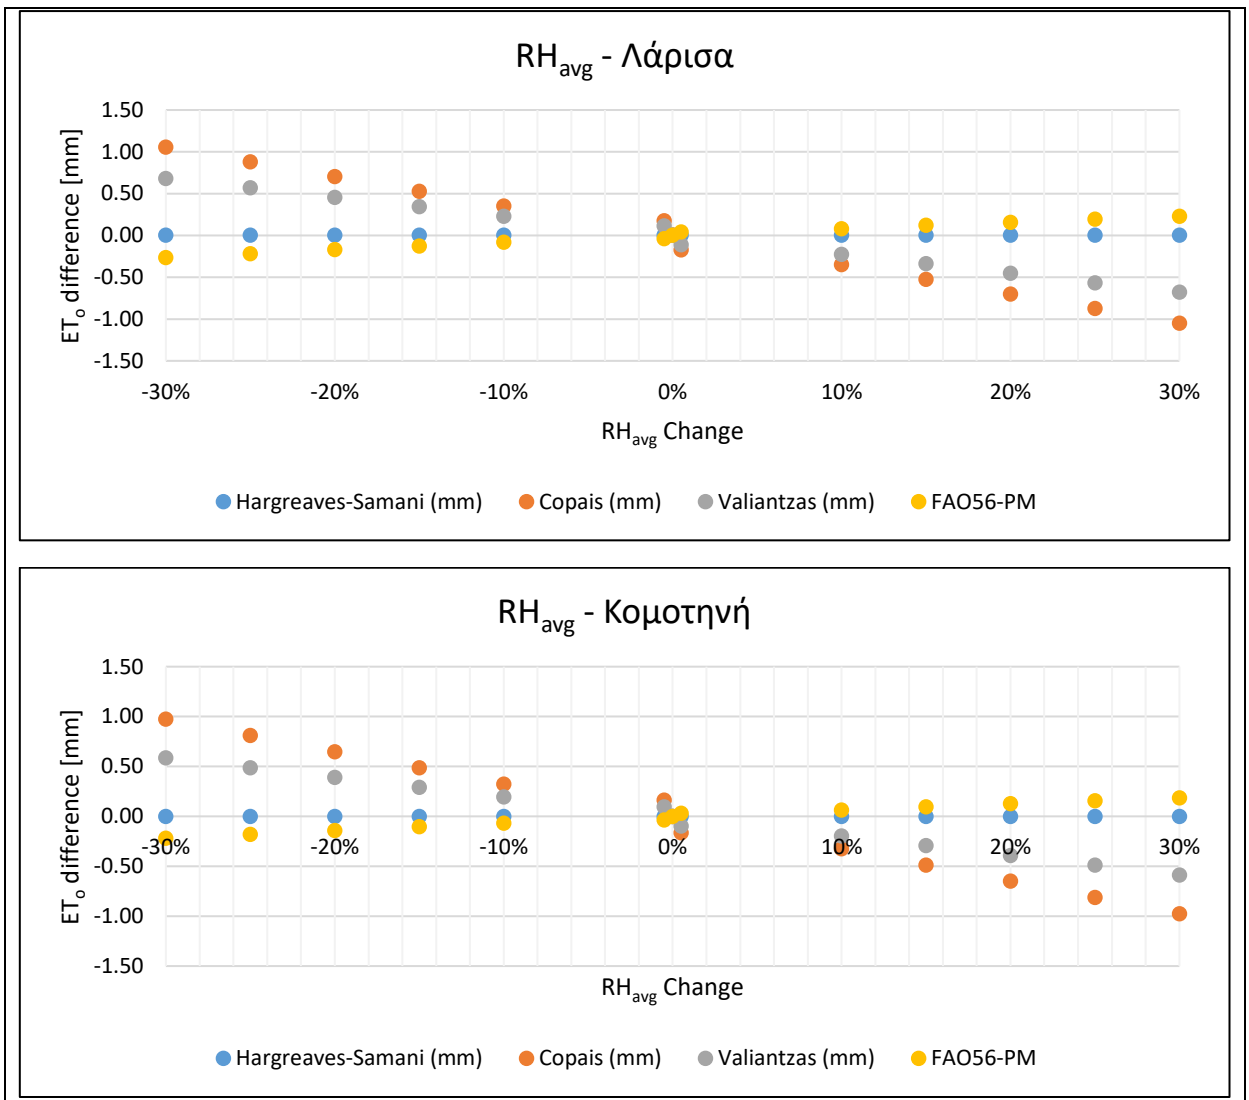 RHavg - Λάρισα
ETo difference [mm]
1.50
1.00
0.50
0.00
-0.50
-1.00
-1.50
-30% -20% -10% 0% 10% 20% 30%
RHavg Change
Hargreaves-Samani (mm) Copais (mm) Valiantzas (mm) FAO56-PM
RHavg - Κομοτηνή
ETo difference [mm]
1.50
1.00
0.50
0.00
-30% -20% -10% 0% 10% 20% 30%
-0.50
-1.00
-1.50
RHavg Change
Hargreaves-Samani (mm) Copais (mm) Valiantzas (mm) FAO56-PM